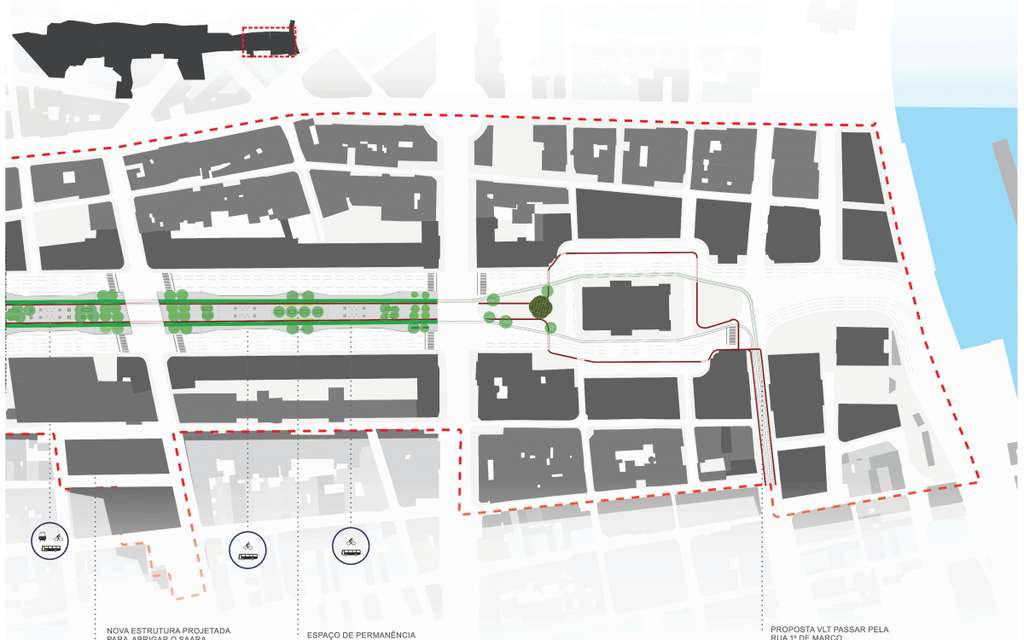 NOVA ESTRUTURA PROJETADA
PARA ABRIGAR O SAARA
ESPAÇO DE PERMANÊNCIA
PROPOSTA VLT PASSAR PELA
RUA 1º DE MARÇO